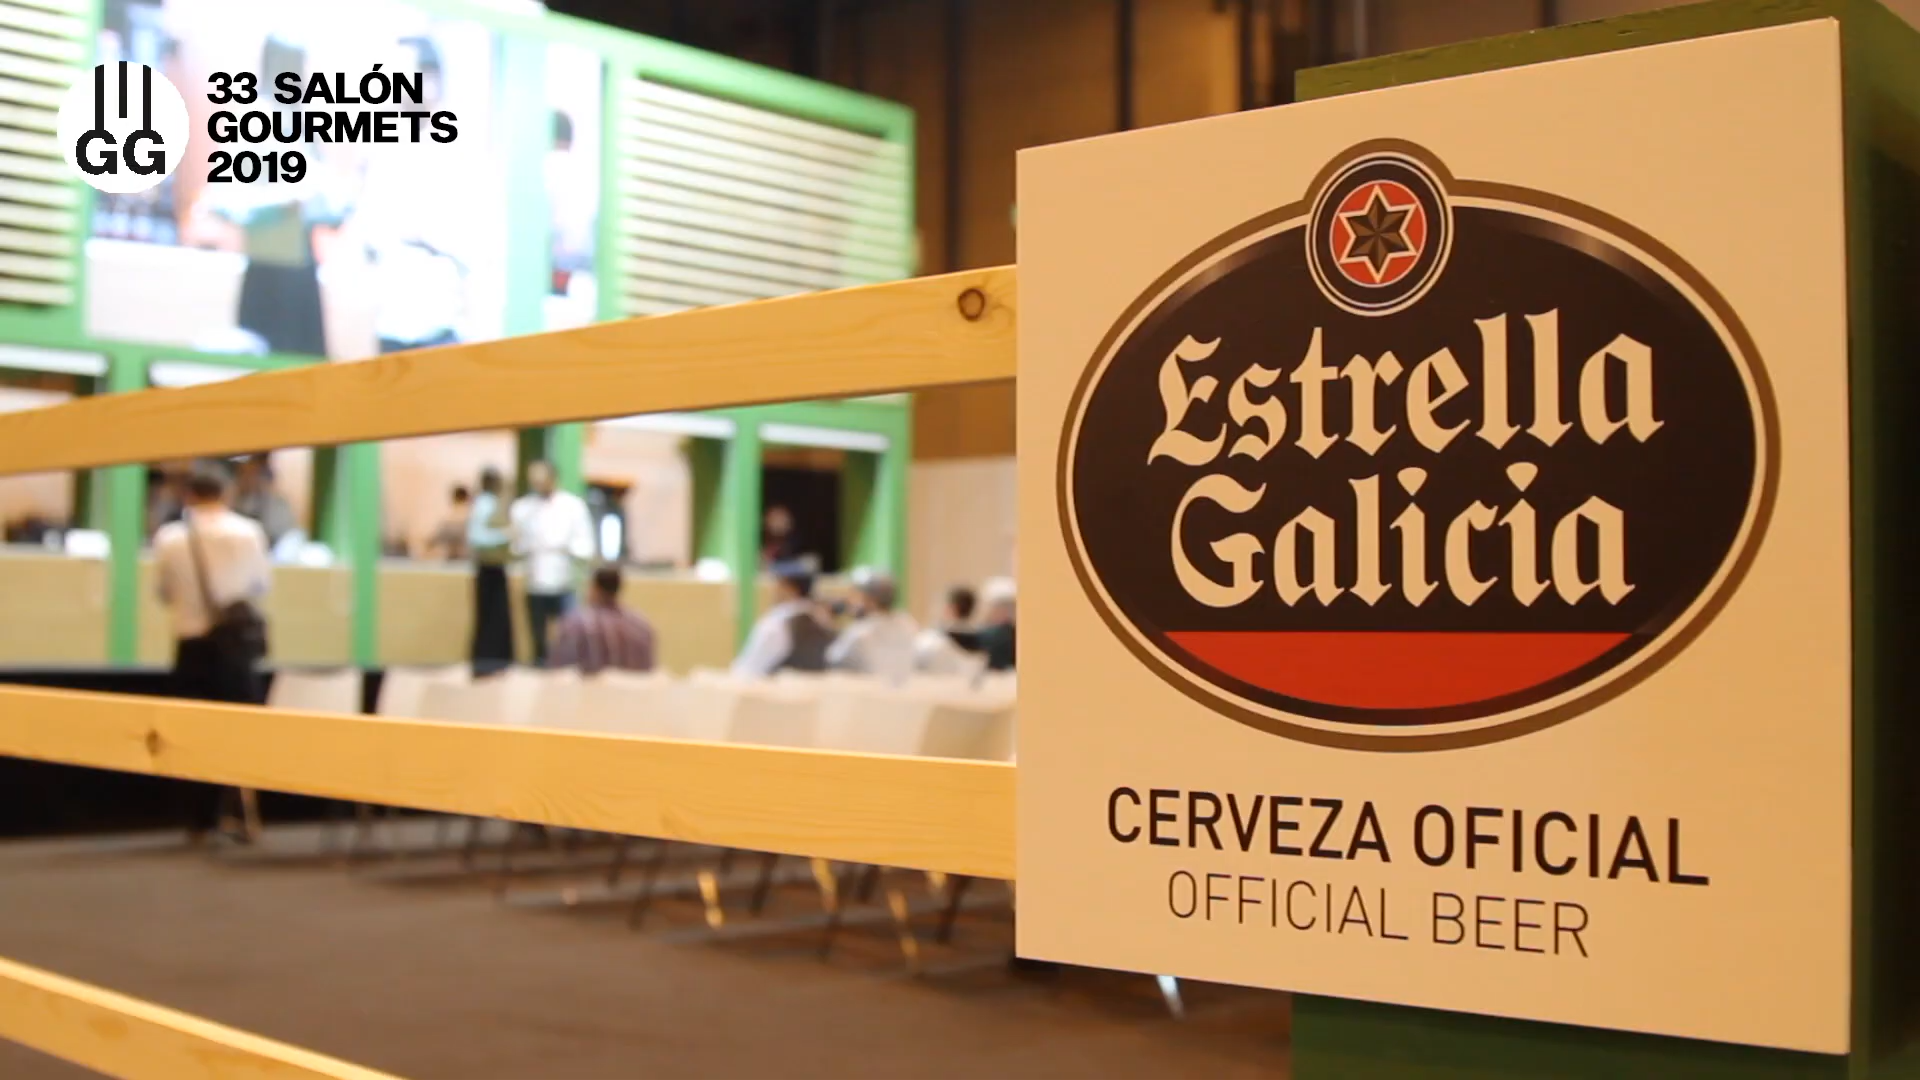 GG
33 SALÓN
GOURMETS
2019
Estrella
Galicia
CERVEZA OFICIAL
OFFICIAL BEER